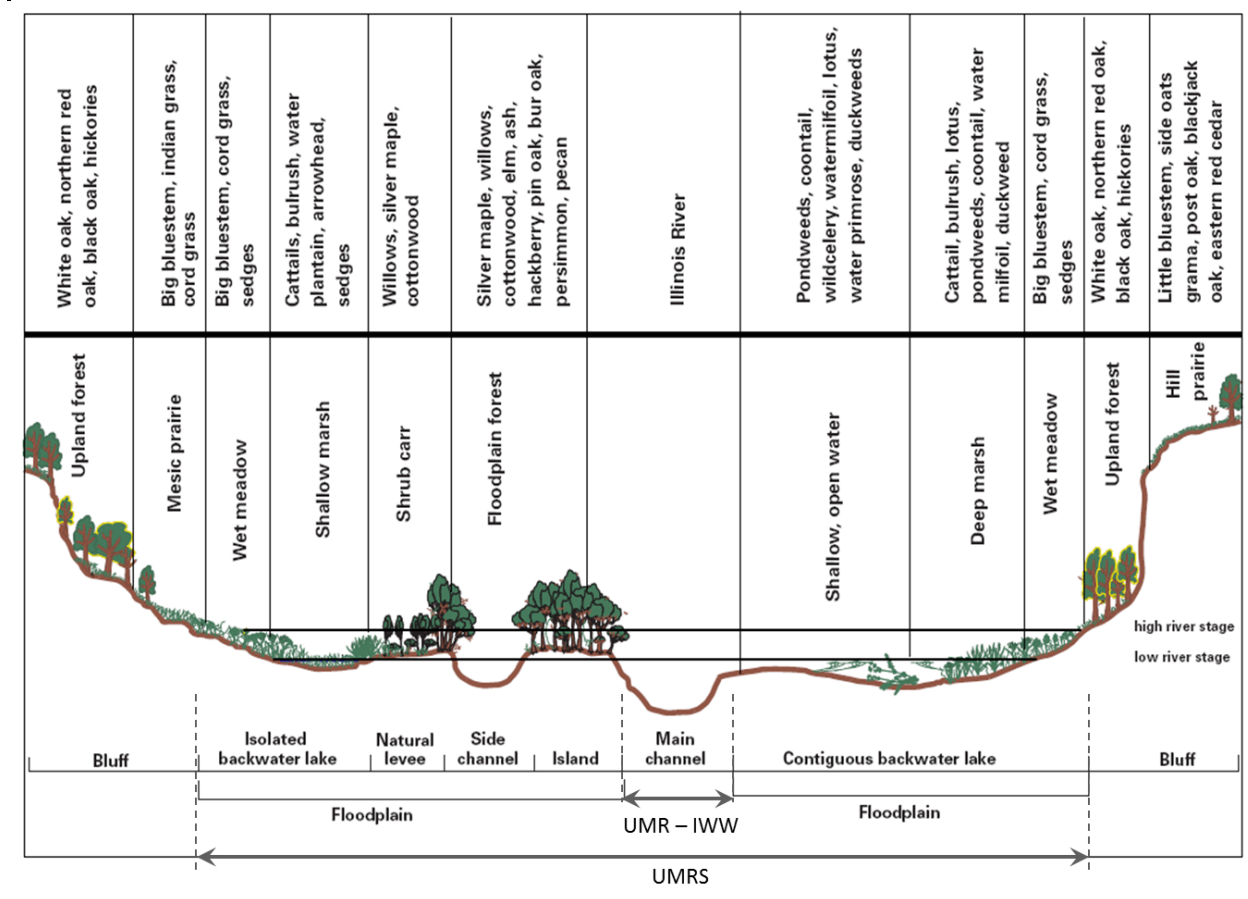 White oak, northern red
oak, black oak, hickories
Big bluestem, indian grass,
cord grass
Big bluestem, cord grass,
sedges
Cattails, bulrush, water
plantain, arrowhead,
sedges
Willows, silver maple,
cottonwood
Silver maple, willows,
cottonwood, elm, ash,
hackberry, pin oak, bur oak,
persimmon, pecan
Illinois River
Pondweeds, coontail,
wildcelery, watermilfoil, lotus,
water primrose, duckweeds
Cattail, bulrush, lotus,
pondweeds, coontail, water
milfoil, duckweed
Big bluestem, cord grass,
sedges
White oak, northern red oak,
black oak, hickories
Little bluestem, side oats
grama, post oak, blackjack
oak, eastern red cedar
Upland forest
Mesic prairie
Wet meadow
Shallow marsh
Shrub carr
Floodplain forest
Shallow, open water
Deep marsh
Wet meadow
Upland forest
Hill
prairie
high river stage
low river stage
Bluff
Isolated
backwater lake
Natural
levee
Side
channel
Island
Main
channel
Contiguous backwater lake
Bluff
Floodplain
UMR – IWW
Floodplain
UMRS